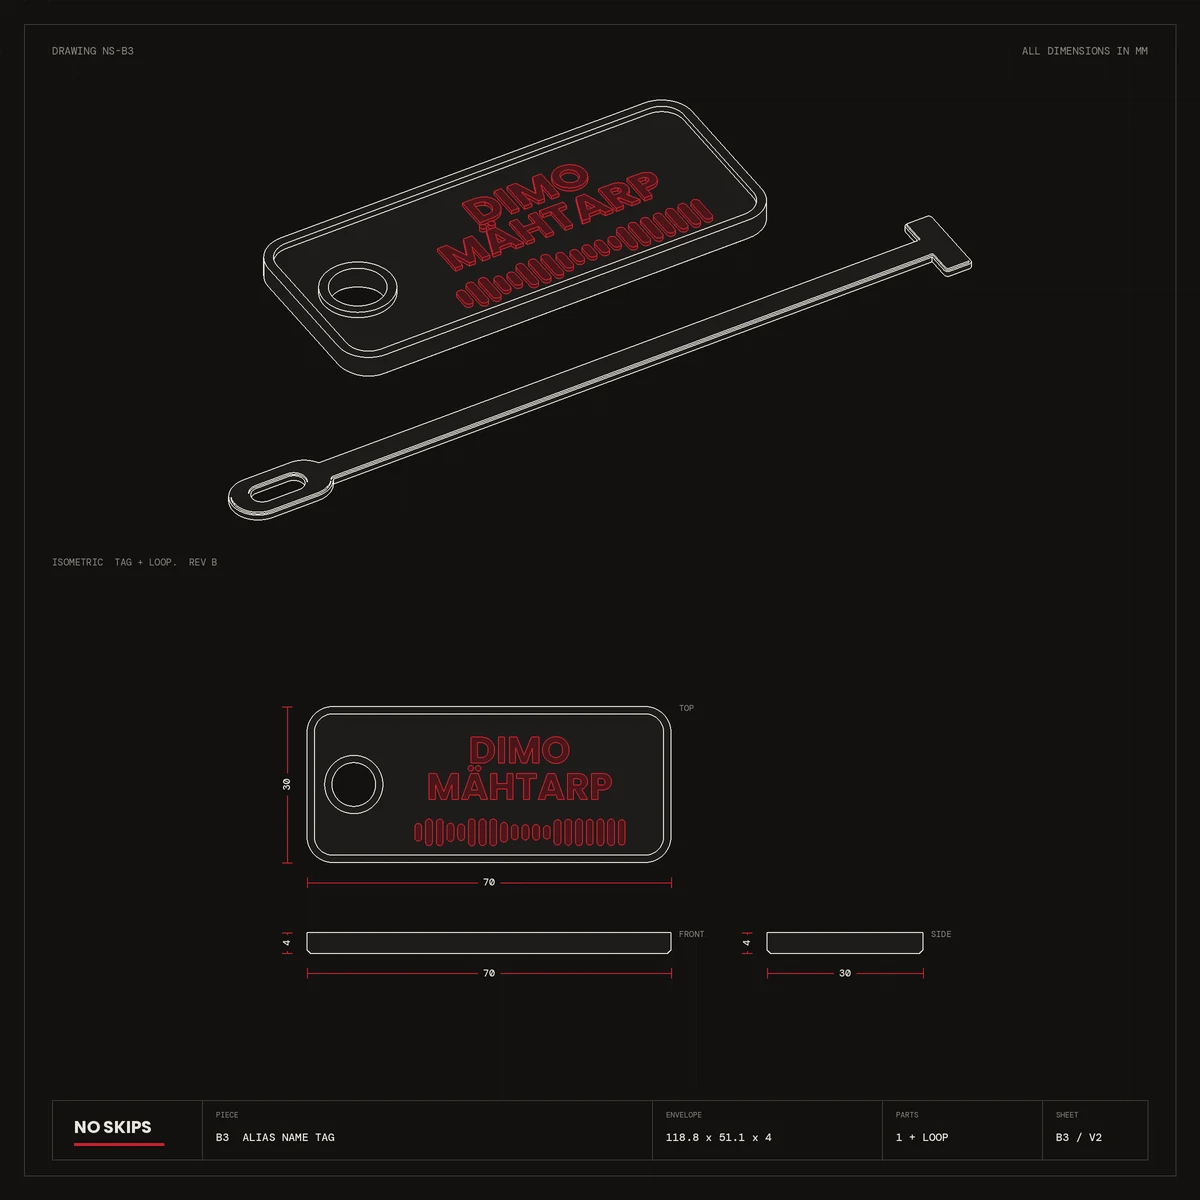 DRAWING NS-B3
ALL DIMENSIONS IN MM
DIMO
MÄHTARP
ISOMETRIC TAG + LOOP. REV B
TOP
30
DIMO
MÄHTARP
70
FRONT
4
70
SIDE
4
30
NO SKIPS
PIECE
B3 ALIAS NAME TAG
ENVELOPE
118.8 x 51.1 x 4
PARTS
1 + LOOP
SHEET
B3 / V2